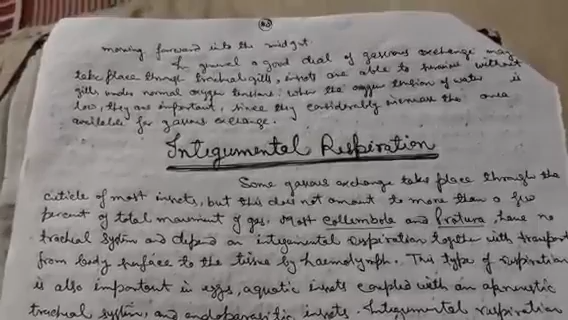 moving forward into the midgut.
In general a good deal of gaseous exchange may
take place through tracheal gills, insects are able to survive without
gills under normal oxygen tensions. When the oxygen tension of water is
low, they are important, since they considerably increase the area
available for gaseous exchange.
Integumental Respiration
Some gaseous exchange takes place through the
cuticle of most insects, but this does not amount to more than a few
percent of total movement of gas. Most collembola and Protura have no
tracheal system and depend on integumental respiration together with transport
from body surface to the tissue by haemolymph. This type of respiration
is also important in eggs, aquatic insects coupled with an apneustic
tracheal system, and endoparasitic insects. Integumental respiration